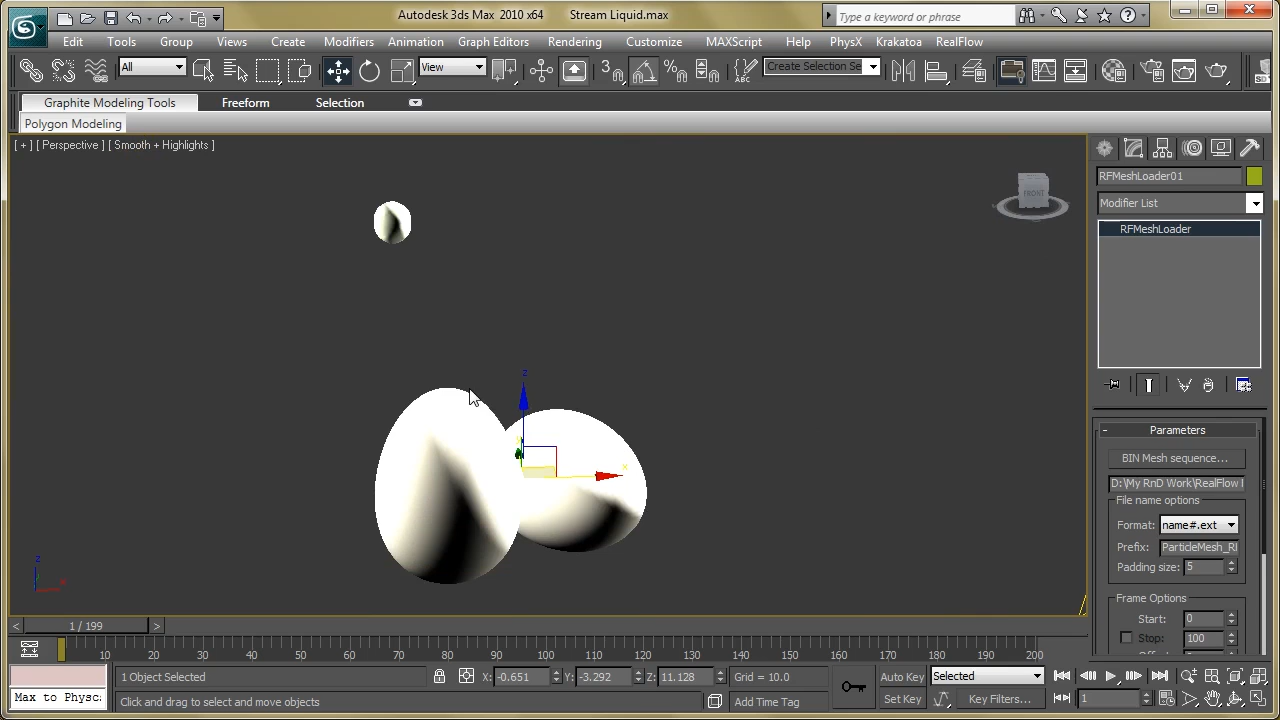 Autodesk 3ds Max 2010 x64 Stream Liquid.max
Type a keyword or phrase
Edit Tools Group Views Create Modifiers Animation Graph Editors Rendering Customize MAXScript Help PhysX Krakatoa RealFlow
All View 3 Create Selection Se
Graphite Modeling Tools Freeform Selection
Polygon Modeling
[ + ] [ Perspective ] [ Smooth + Highlights ]
FRONT
RFMeshLoader01
Modifier List
RFMeshLoader
z
x
- Parameters
BIN Mesh sequence...
D:\My RnD Work\RealFlow
File name options
Format: name#.ext
Prefix: ParticleMesh_R
Padding size: 5
Frame Options
Start: 0
Stop: 100
z
< 1 / 199 >
10 20 30 40 50 60 70 80 90 100 110 120 130 140 150 160 170 180 190 200
1 Object Selected X: -0.651 Y: -3.292 Z: 11.128 Grid = 10.0 Auto Key Selected
Max to Physc Click and drag to select and move objects Add Time Tag Set Key Key Filters... 1